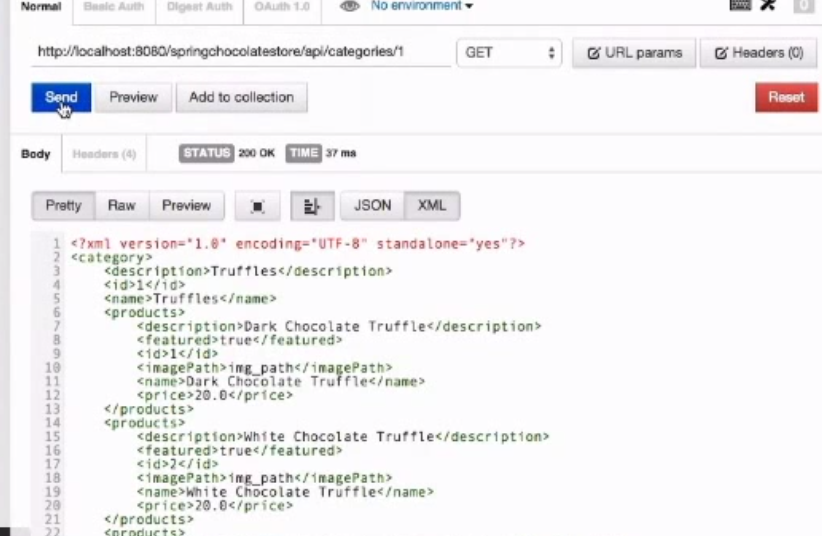 Normal Basic Auth Digest Auth OAuth 1.0 No environment 0
http://localhost:8080/springchocolatestore/api/categories/1 GET URL params Headers (0)
Send Preview Add to collection Reset
Body Headers (4) STATUS 200 OK TIME 37 ms
Pretty Raw Preview JSON XML
1 <?xml version="1.0" encoding="UTF-8" standalone="yes"?>
2 <category>
3 <description>Truffles</description>
4 <id>1</id>
5 <name>Truffles</name>
6 <products>
7 <description>Dark Chocolate Truffle</description>
8 <featured>true</featured>
9 <id>1</id>
10 <imagePath>img_path</imagePath>
11 <name>Dark Chocolate Truffle</name>
12 <price>20.0</price>
13 </products>
14 <products>
15 <description>White Chocolate Truffle</description>
16 <featured>true</featured>
17 <id>2</id>
18 <imagePath>img_path</imagePath>
19 <name>White Chocolate Truffle</name>
20 <price>20.0</price>
21 </products>
22 <products>